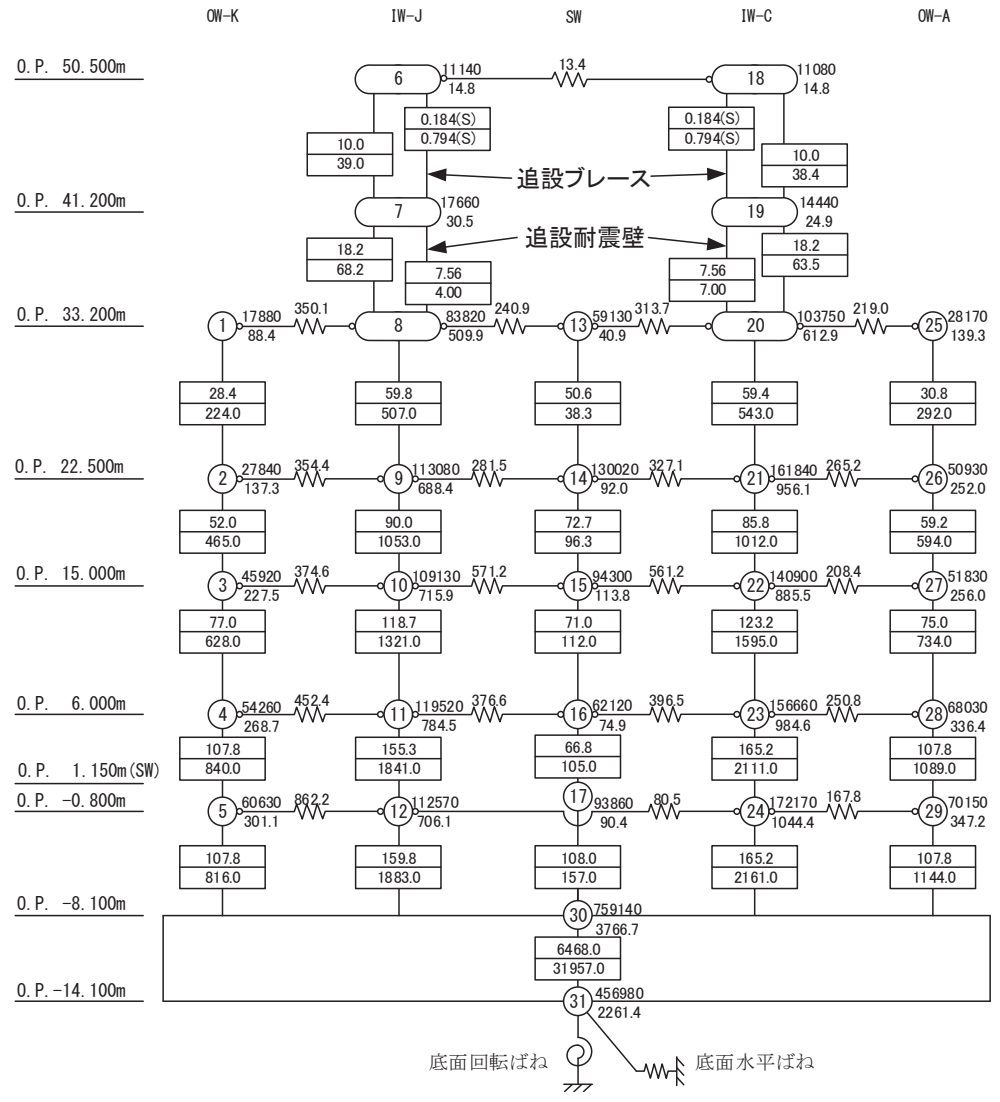 OW-K IW-J SW IW-C OW-A
O.P. 50.500m 6 11140 13.4 18 11080
14.8 14.8
0.184(S) 0.184(S)
0.794(S) 0.794(S)
10.0 10.0
39.0 38.4
追設ブレース
O.P. 41.200m 7 17660 19 14440
30.5 24.9
追設耐震壁
18.2 18.2
68.2 63.5
7.56 7.56
4.00 7.00
O.P. 33.200m 1 17880 350.1 8 83820 240.9 13 59130 313.7 20 103750 219.0 25 28170
88.4 509.9 40.9 612.9 139.3
28.4 59.8 50.6 59.4 30.8
224.0 507.0 38.3 543.0 292.0
O.P. 22.500m 2 27840 354.4 9 113080 281.5 14 130020 327.1 21 161840 265.2 26 50930
137.3 688.4 92.0 956.1 252.0
52.0 90.0 72.7 85.8 59.2
465.0 1053.0 96.3 1012.0 594.0
O.P. 15.000m 3 45920 374.6 10 109130 571.2 15 94300 561.2 22 140900 208.4 27 51830
227.5 715.9 113.8 885.5 256.0
77.0 118.7 71.0 123.2 75.0
628.0 1321.0 112.0 1595.0 734.0
O.P. 6.000m 4 54260 452.4 11 119520 376.6 16 62120 396.5 23 156660 250.8 28 68030
268.7 784.5 74.9 984.6 336.4
107.8 155.3 66.8 165.2 107.8
840.0 1841.0 105.0 2111.0 1089.0
O.P. 1.150m(SW) 17
O.P. -0.800m 5 60630 862.2 12 112570 93860 80.5 24 172170 167.8 29 70150
301.1 706.1 90.4 1044.4 347.2
107.8 159.8 108.0 165.2 107.8
816.0 1883.0 157.0 2161.0 1144.0
O.P. -8.100m 30 759140
3766.7
6468.0
31957.0
O.P.-14.100m 31 456980
2261.4
底面回転ばね 底面水平ばね